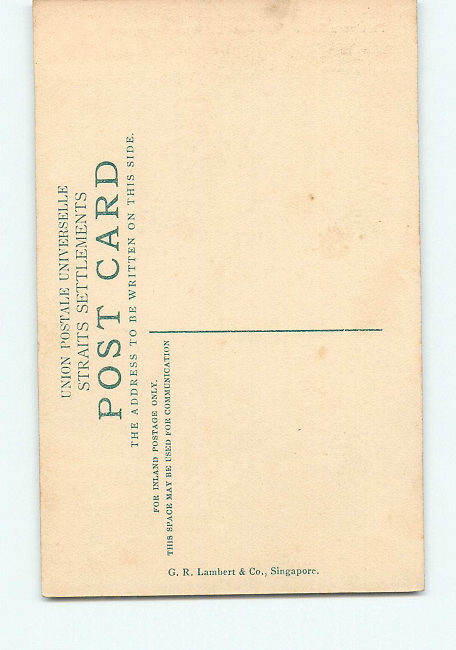 UNION POSTALE UNIVERSELLE
STRAITS SETTLEMENTS
POST CARD
THE ADDRESS TO BE WRITTEN ON THIS SIDE.
FOR INLAND POSTAGE ONLY.
THIS SPACE MAY BE USED FOR COMMUNICATION
G. R. Lambert & Co., Singapore.